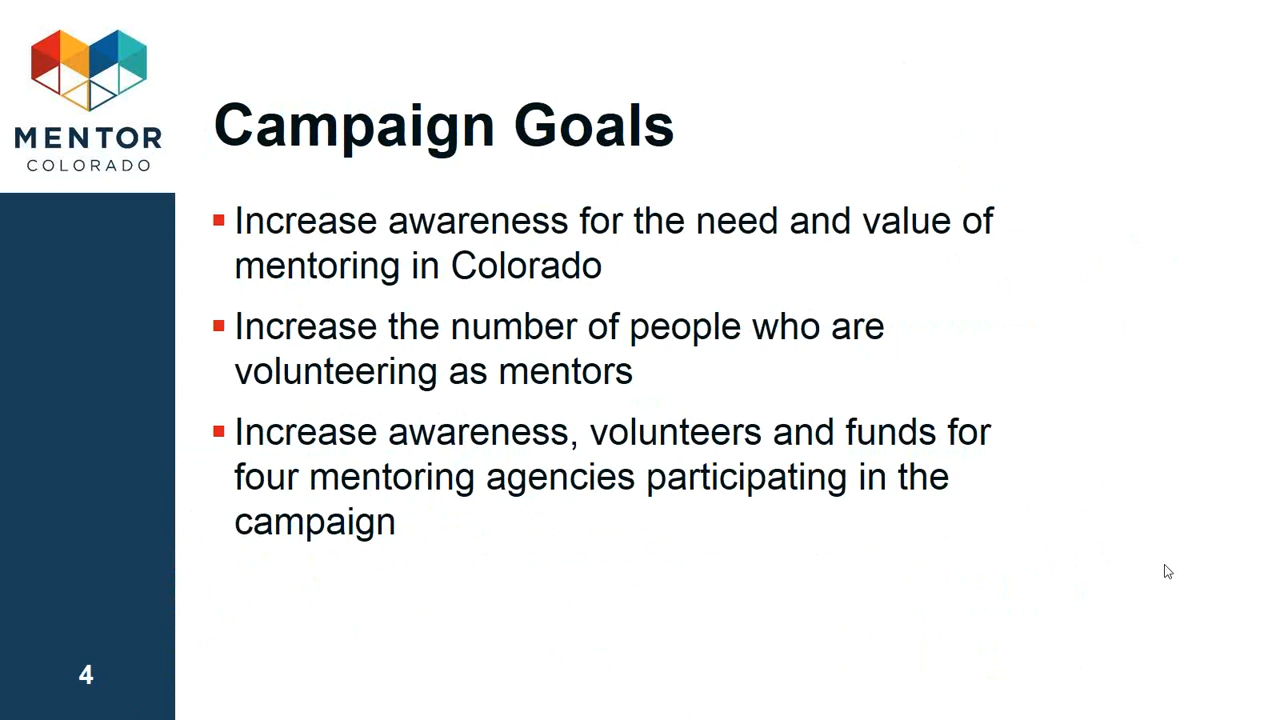 MENTOR
COLORADO
Campaign Goals
Increase awareness for the need and value of
mentoring in Colorado
Increase the number of people who are
volunteering as mentors
Increase awareness, volunteers and funds for
four mentoring agencies participating in the
campaign
4